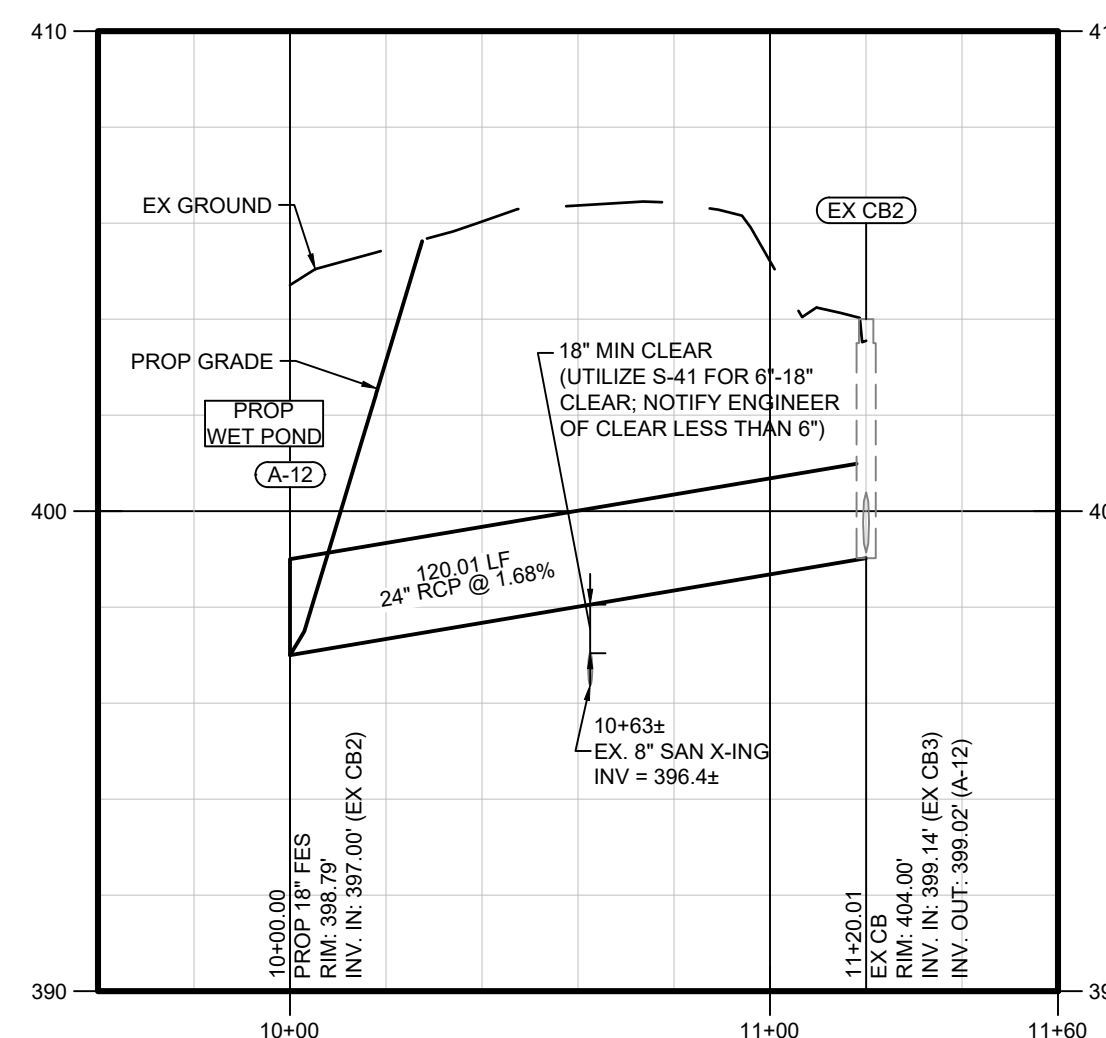 410
41
EX GROUND
EX CB2
PROP GRADE
18" MIN CLEAR
(UTILIZE S-41 FOR 6"-18"
CLEAR; NOTIFY ENGINEER
OF CLEAR LESS THAN 6")
PROP
WET POND
A-12
400
40
120.01 LF
24" RCP @ 1.68%
10+63±
EX. 8" SAN X-ING
INV = 396.4±
10+00.00
PROP 18" FES
RIM: 398.79'
INV. IN: 397.00' (EX CB2)
11+20.01
EX CB
RIM: 404.00'
INV. IN: 399.14' (EX CB3)
INV. OUT: 399.02' (A-12)
390
39
10+00
11+00
11+60